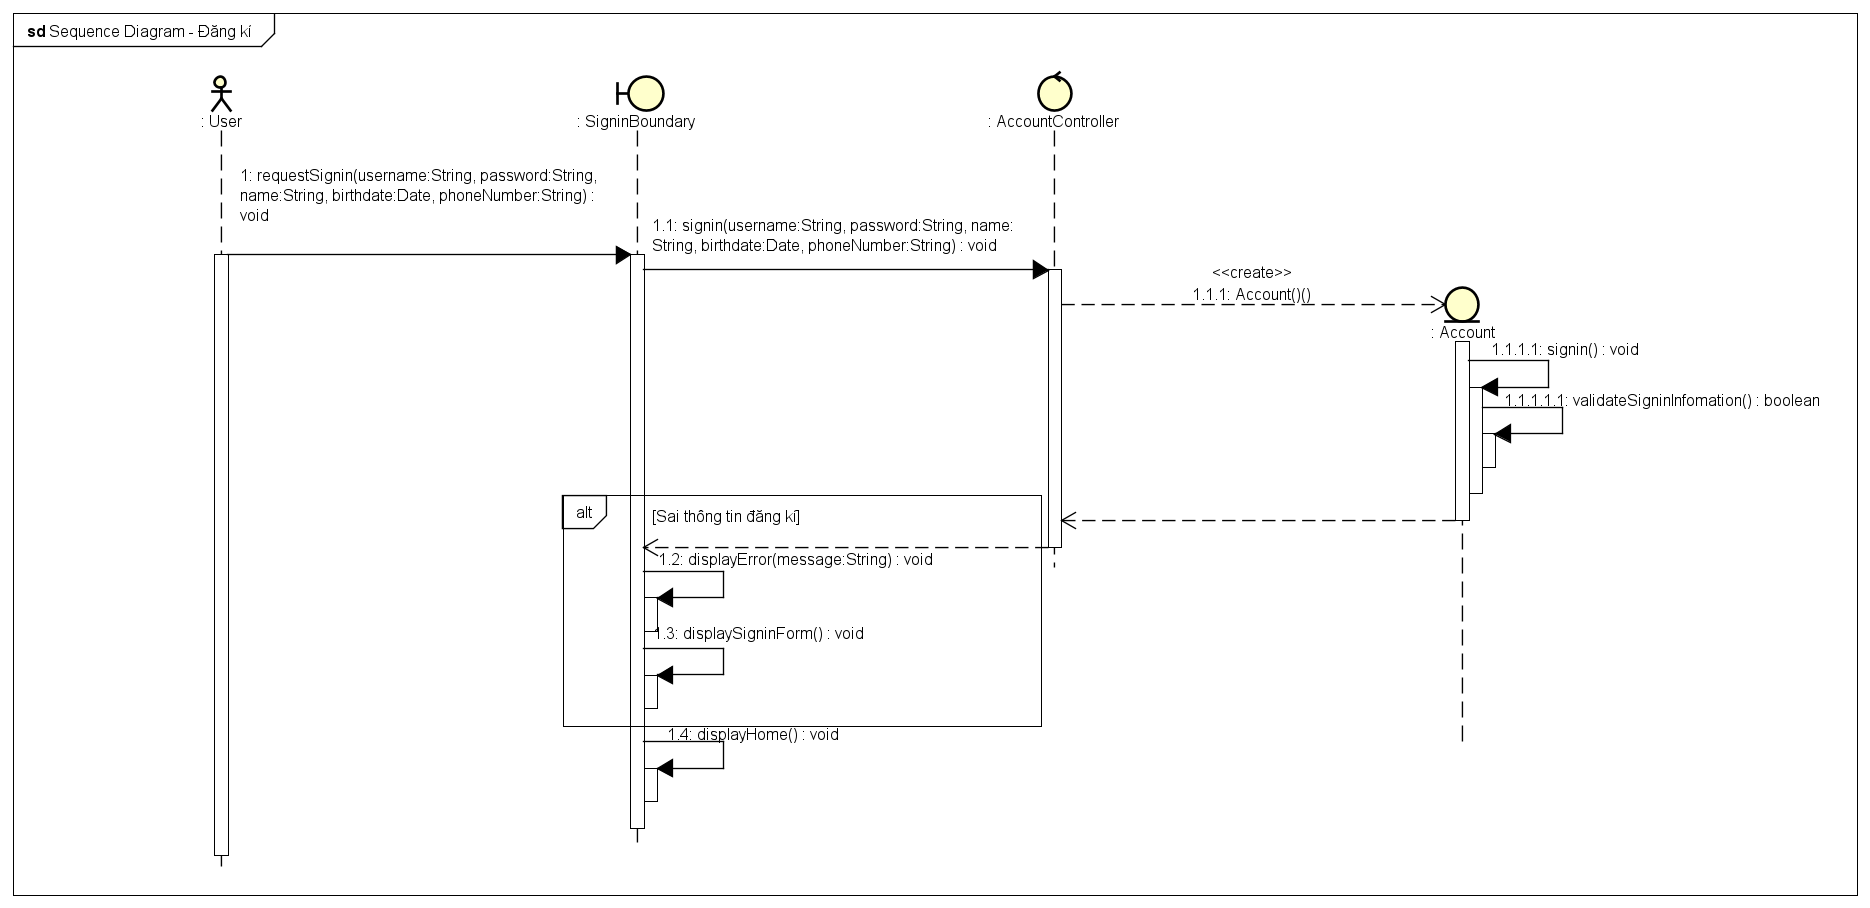 sd Sequence Diagram - Đăng kí
: User
: SigninBoundary
: AccountController
1: requestSignin(username:String, password:String,
name:String, birthdate:Date, phoneNumber:String) :
void
1.1: signin(username:String, password:String, name:
String, birthdate:Date, phoneNumber:String) : void
<<create>>
1.1.1: Account()()
: Account
1.1.1.1: signin() : void
1.1.1.1.1: validateSigninInfomation() : boolean
alt
[Sai thông tin đăng kí]
1.2: displayError(message:String) : void
1.3: displaySigninForm() : void
1.4: displayHome() : void